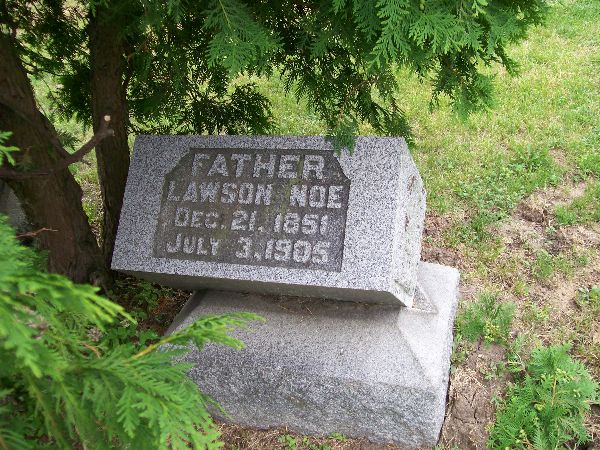 FATHER
LAWSON NOE
DEC. 21. 1851
JULY 3, 1905